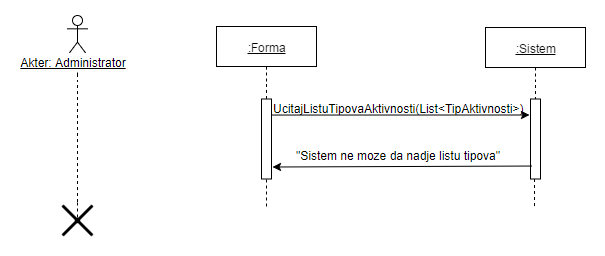 :Forma
:Sistem
Akter: Administrator
UcitajListuTipovaAktivnosti(List<TipAktivnosti>)
"Sistem ne moze da nadje listu tipova"